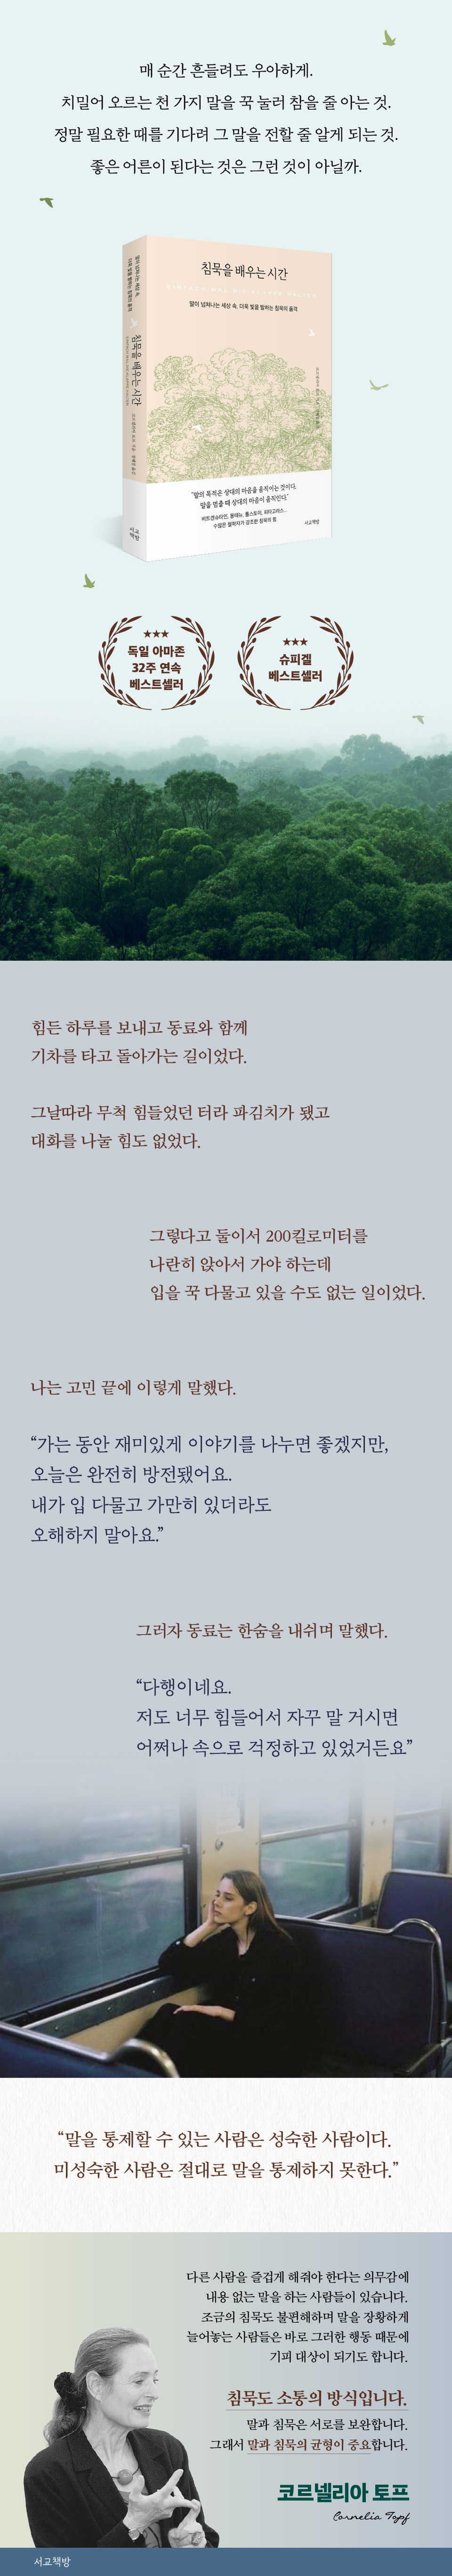 매 순간 흔들려도 우아하게.
치밀어 오르는 천 가지 말을 꾹 눌러 참을 줄 아는 것.
정말 필요한 때를 기다려 그 말을 전할 줄 알게 되는 것.
좋은 어른이 된다는 것은 그런 것이 아닐까.
침묵을 배우는 시간
EINFACH MAL DIE KLAPPE HALTEN
말이 넘쳐나는 세상 속, 더욱 빛을 발하는 침묵의 품격
말이 넘쳐나는 세상 속,
더욱 빛을 발하는 침묵의 품격
침묵을 배우는 시간
서교
책방
“말의 목적은 상대의 마음을 움직이는 것이다.
말을 멈출 때 상대의 마음이 움직인다.”
비트겐슈타인, 몽테뉴, 톨스토이, 피타고라스...
수많은 철학자가 강조한 침묵의 힘
서교책방
독일 아마존
32주 연속
베스트셀러
슈피겔
베스트셀러
힘든 하루를 보내고 동료와 함께
기차를 타고 돌아가는 길이었다.
그날따라 무척 힘들었던 터라 파김치가 됐고
대화를 나눌 힘도 없었다.
그렇다고 둘이서 200킬로미터를
나란히 앉아서 가야 하는데
입을 꾹 다물고 있을 수도 없는 일이었다.
나는 고민 끝에 이렇게 말했다.
“가는 동안 재미있게 이야기를 나누면 좋겠지만,
오늘은 완전히 방전됐어요.
내가 입 다물고 가만히 있더라도
오해하지 말아요.”
그러자 동료는 한숨을 내쉬며 말했다.
“다행이네요.
저도 너무 힘들어서 자꾸 말 거시면
어쩌나 속으로 걱정하고 있었거든요”
“말을 통제할 수 있는 사람은 성숙한 사람이다.
미성숙한 사람은 절대로 말을 통제하지 못한다.”
다른 사람을 즐겁게 해줘야 한다는 의무감에
내용 없는 말을 하는 사람들이 있습니다.
조금의 침묵도 불편해하며 말을 장황하게
늘어놓는 사람들은 바로 그러한 행동 때문에
기피 대상이 되기도 합니다.
침묵도 소통의 방식입니다.
말과 침묵은 서로를 보완합니다.
그래서 말과 침묵의 균형이 중요합니다.
코르넬리아 토프
Cornelia Topf
서교책방